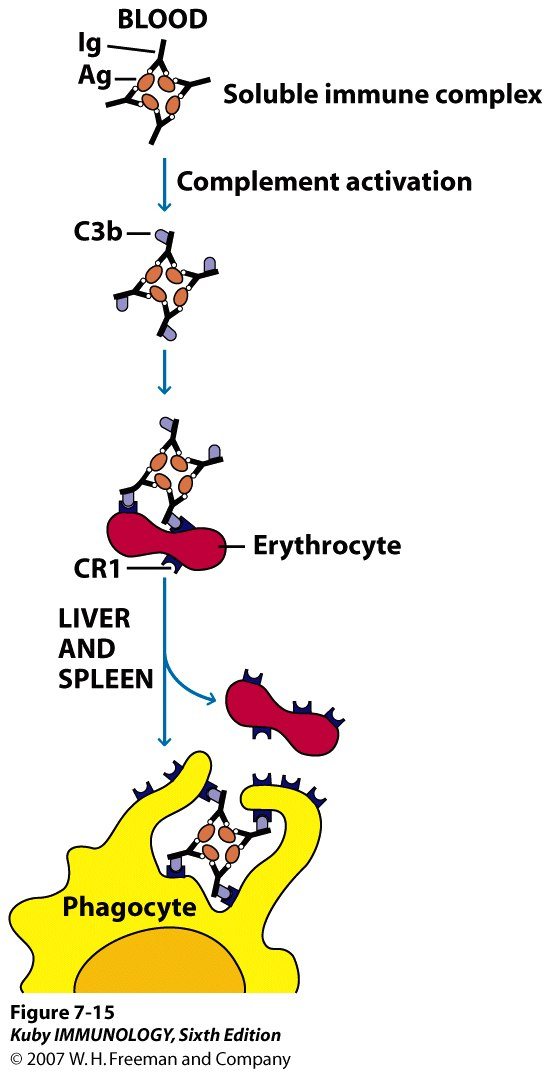 BLOOD
Ig
Ag
Soluble immune complex
Complement activation
C3b
Erythrocyte
CR1
LIVER
AND
SPLEEN
Phagocyte
Figure 7-15
Kuby IMMUNOLOGY, Sixth Edition
© 2007 W. H. Freeman and Company